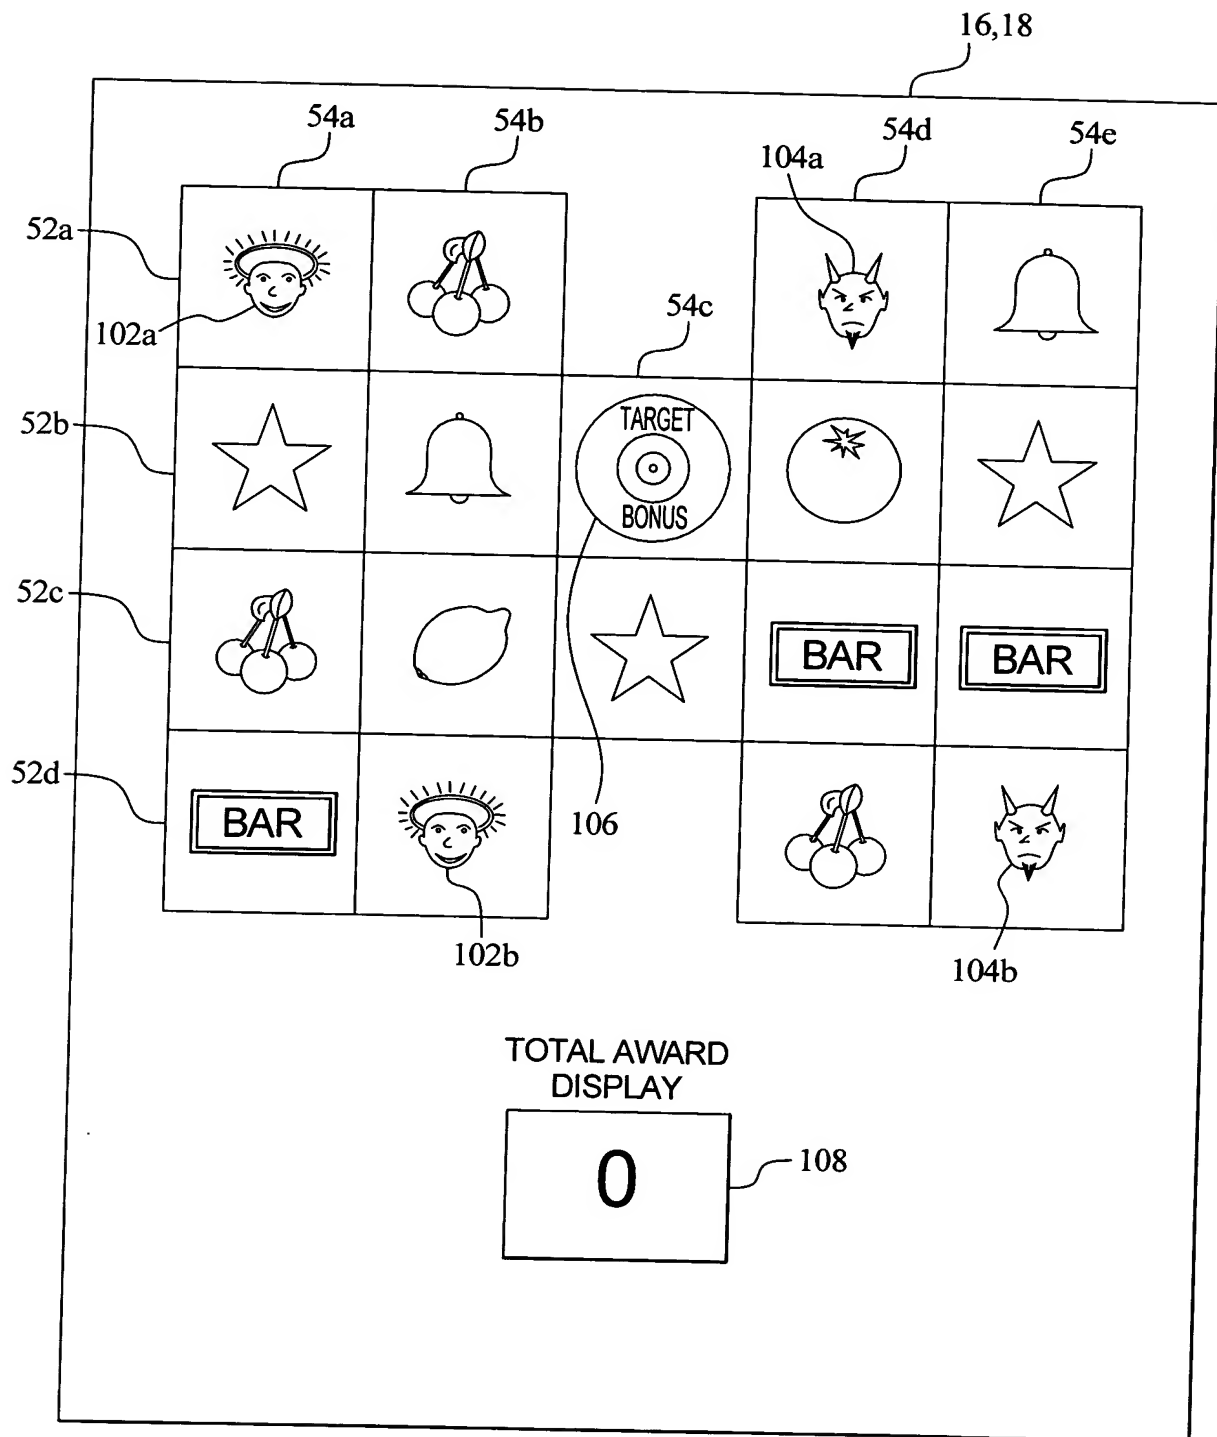 16,18
54a
54b
54d
54e
104a
52a
102a
54c
52b
TARGET
BONUS
52c
BAR
BAR
52d
BAR
106
102b
104b
TOTAL AWARD
DISPLAY
0
108